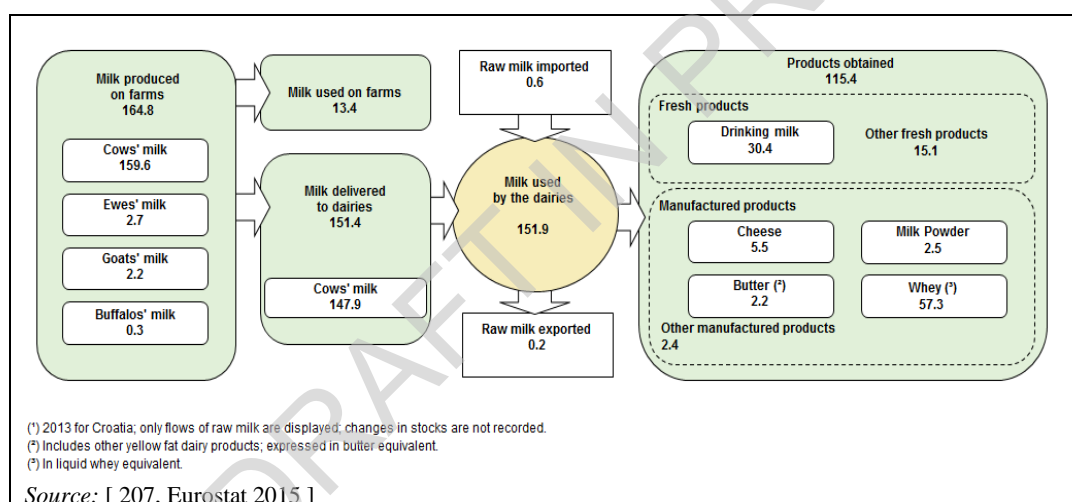 Milk produced
on farms
164.8
Cows' milk
159.6
Ewes' milk
2.7
Goats' milk
2.2
Buffalos' milk
0.3
Milk used on farms
13.4
Milk delivered
to dairies
151.4
Cows' milk
147.9
Raw milk imported
0.6
Milk used
by the dairies
151.9
Raw milk exported
0.2
Products obtained
115.4
Fresh products
Drinking milk
30.4
Other fresh products
15.1
Manufactured products
Cheese
5.5
Milk Powder
2.5
Butter (²)
2.2
Whey (³)
57.3
Other manufactured products
2.4
(¹) 2013 for Croatia; only flows of raw milk are displayed; changes in stocks are not recorded.
(²) Includes other yellow fat dairy products; expressed in butter equivalent.
(³) In liquid whey equivalent.
Source: [ 207, Eurostat 2015 ]
DRAFT IN PR